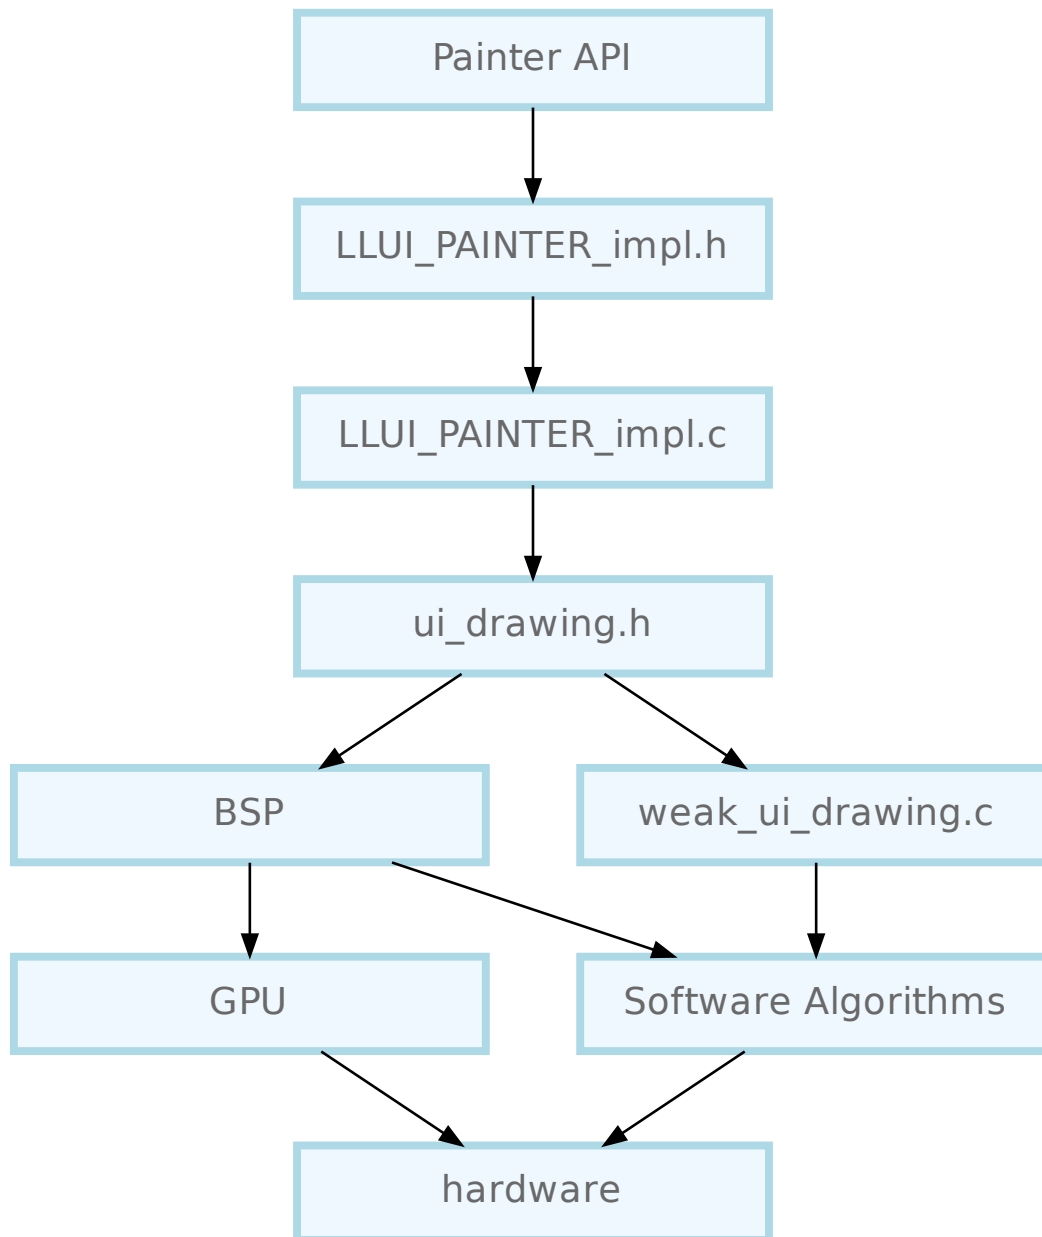 Painter API
LLUI_PAINTER_impl.h
LLUI_PAINTER_impl.c
ui_drawing.h
BSP
weak_ui_drawing.c
GPU
Software Algorithms
hardware